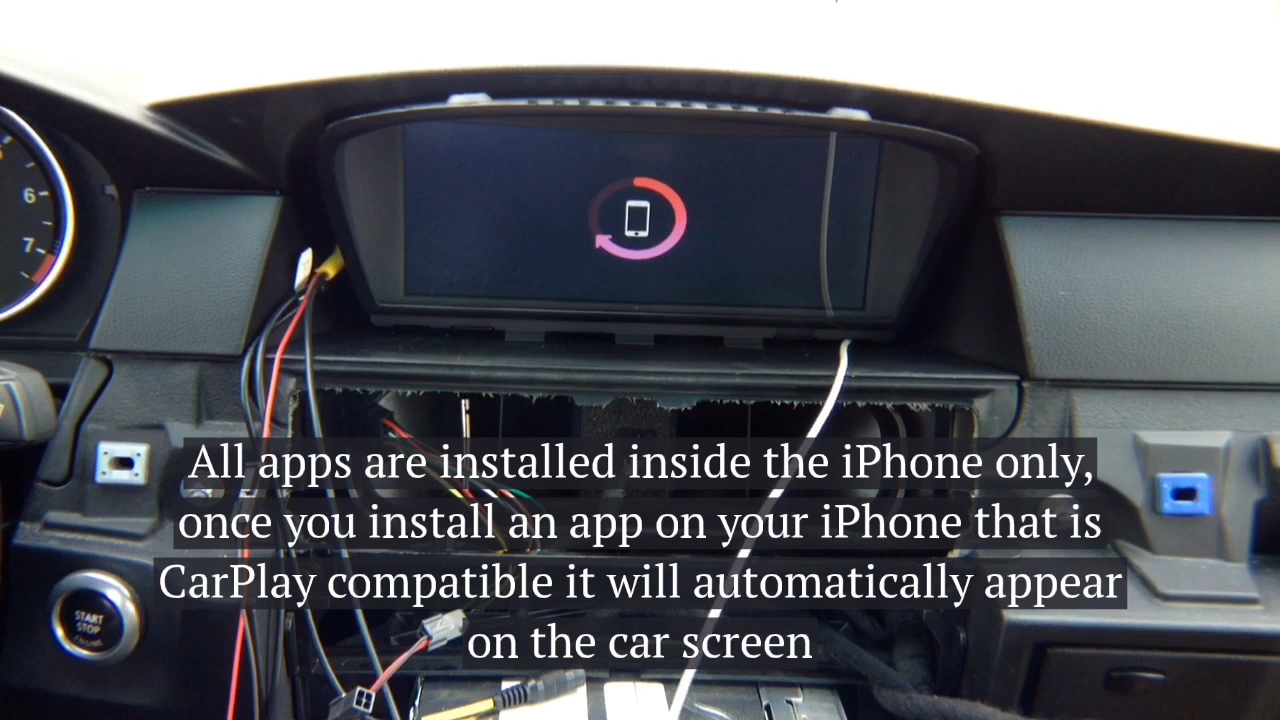 6
7
All apps are installed inside the iPhone only,
once you install an app on your iPhone that is
CarPlay compatible it will automatically appear
on the car screen
START
STOP